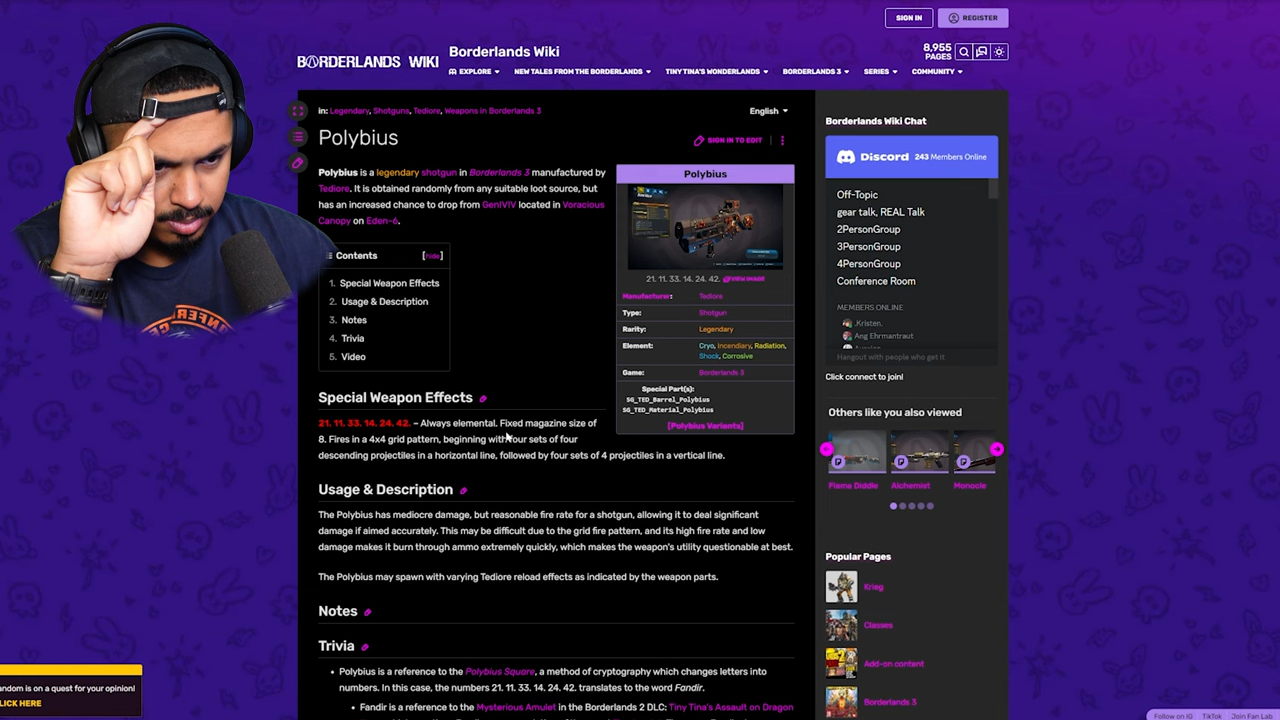 SIGN IN
REGISTER
BORDERLANDS WIKI
Borderlands Wiki
8,955
PAGES
EXPLORE
NEW TALES FROM THE BORDERLANDS
TINY TINA'S WONDERLANDS
BORDERLANDS 3
SERIES
COMMUNITY
in: Legendary, Shotguns, Tediore, Weapons in Borderlands 3
English
Polybius
SIGN IN TO EDIT
Polybius is a legendary shotgun in Borderlands 3 manufactured by
Tediore. It is obtained randomly from any suitable loot source, but
has an increased chance to drop from GenIVIV located in Voracious
Canopy on Eden-6.
Contents [hide]
1. Special Weapon Effects
2. Usage & Description
3. Notes
4. Trivia
5. Video
Polybius
21. 11. 33. 14. 24. 42. VIEW IMAGE
Manufacturer: Tediore
Type: Shotgun
Rarity: Legendary
Element: Cryo, Incendiary, Radiation,
Shock, Corrosive
Game: Borderlands 3
Special Part(s):
SG_TED_Barrel_Polybius
SG_TED_Material_Polybius
[Polybius Variants]
Special Weapon Effects
21. 11. 33. 14. 24. 42. – Always elemental. Fixed magazine size of
8. Fires in a 4x4 grid pattern, beginning with four sets of four
descending projectiles in a horizontal line, followed by four sets of 4 projectiles in a vertical line.
Usage & Description
The Polybius has mediocre damage, but reasonable fire rate for a shotgun, allowing it to deal significant
damage if aimed accurately. This may be difficult due to the grid fire pattern, and its high fire rate and low
damage makes it burn through ammo extremely quickly, which makes the weapon's utility questionable at best.
The Polybius may spawn with varying Tediore reload effects as indicated by the weapon parts.
Notes
Trivia
Polybius is a reference to the Polybius Square, a method of cryptography which changes letters into
numbers. In this case, the numbers 21. 11. 33. 14. 24. 42. translates to the word Fandir.
Fandir is a reference to the Mysterious Amulet in the Borderlands 2 DLC: Tiny Tina's Assault on Dragon
Borderlands Wiki Chat
Discord 243 Members Online
Off-Topic
gear talk, REAL Talk
2PersonGroup
3PersonGroup
4PersonGroup
Conference Room
MEMBERS ONLINE
.Kristen.
Ang Ehrmantraut
Hangout with people who get it
Click connect to join!
Others like you also viewed
Flama Diddle
Alchemist
Monocle
Popular Pages
Krieg
Classes
Add-on content
Borderlands 3
andom is on a quest for your opinion!
LICK HERE
Follow on IG
TikTok
Join Fan Lab